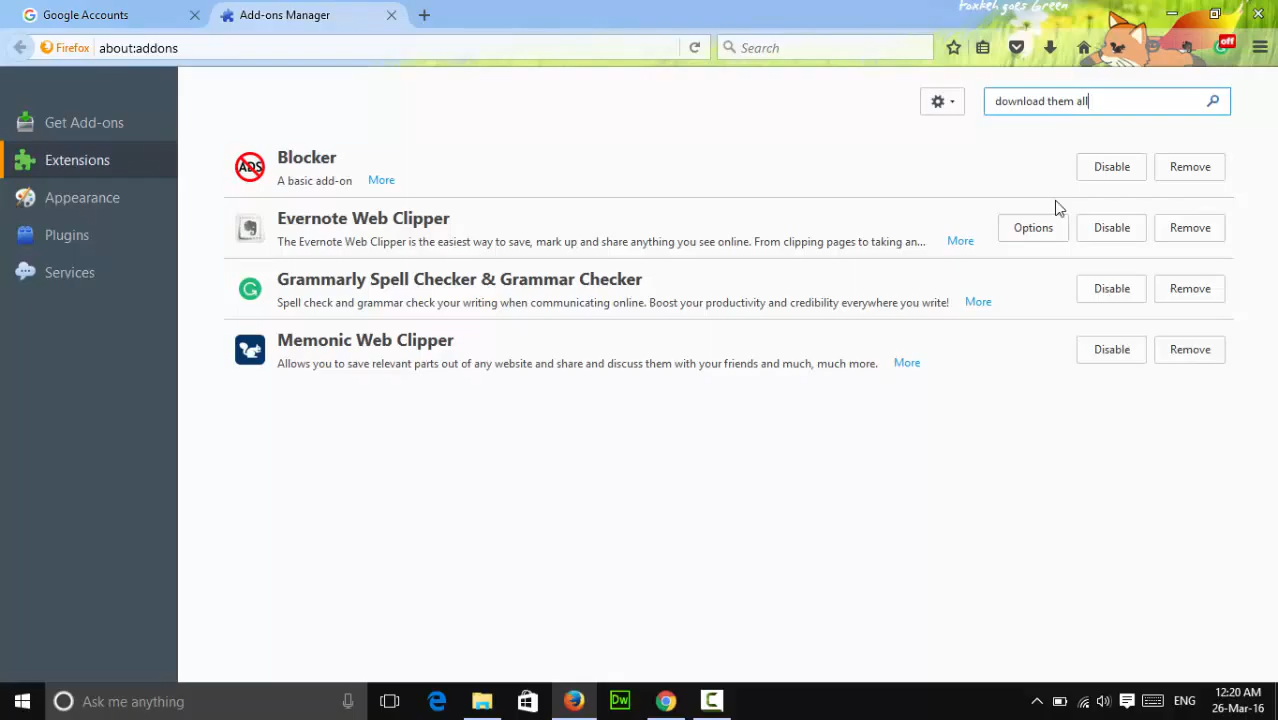 foxkeh goes Green
Google Accounts
Add-ons Manager
Firefox
about:addons
Search
off
Get Add-ons
Extensions
Appearance
Plugins
Services
download them all
ADS
Blocker
A basic add-on
More
Disable
Remove
Evernote Web Clipper
The Evernote Web Clipper is the easiest way to save, mark up and share anything you see online. From clipping pages to taking an...
More
Options
Disable
Remove
Grammarly Spell Checker & Grammar Checker
Spell check and grammar check your writing when communicating online. Boost your productivity and credibility everywhere you write!
More
Disable
Remove
Memonic Web Clipper
Allows you to save relevant parts out of any website and share and discuss them with your friends and much, much more.
More
Disable
Remove
Ask me anything
Dw
ENG
12:20 AM
26-Mar-16